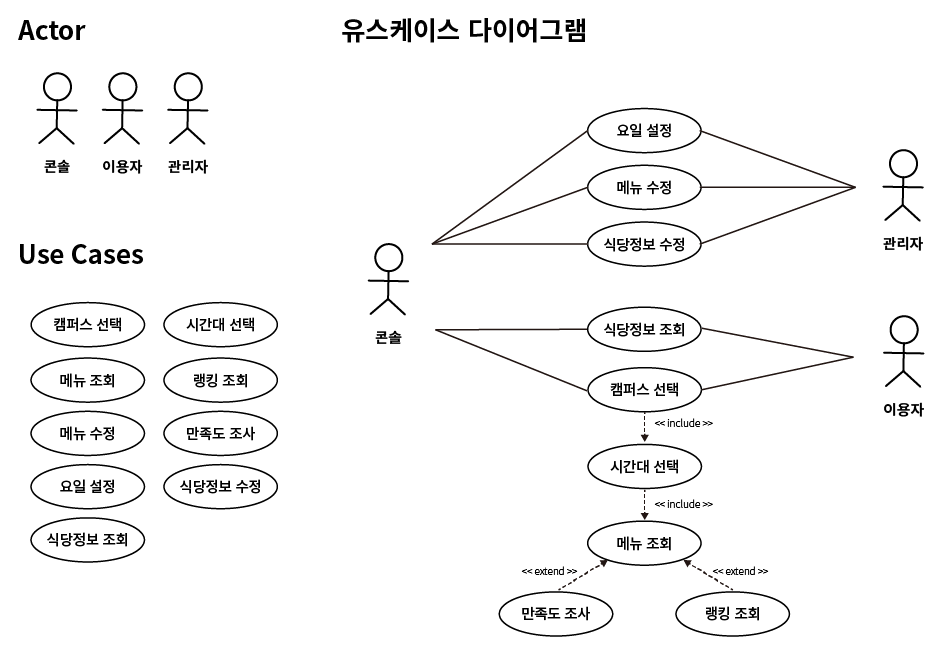 Actor
콘솔 이용자 관리자
Use Cases
캠퍼스 선택 시간대 선택
메뉴 조회 랭킹 조회
메뉴 수정 만족도 조사
요일 설정 식당정보 수정
식당정보 조회
유스케이스 다이어그램
요일 설정
메뉴 수정
식당정보 수정
관리자
콘솔
식당정보 조회
캠퍼스 선택
이용자
<< include >>
시간대 선택
<< include >>
메뉴 조회
<< extend >> << extend >>
만족도 조사 랭킹 조회